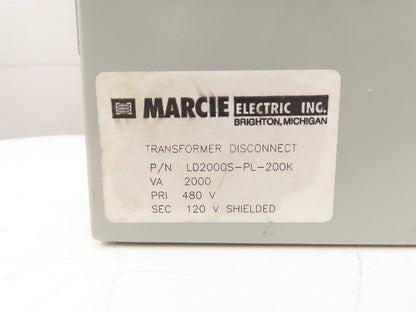 MARCIE ELECTRIC INC.
BRIGHTON, MICHIGAN
TRANSFORMER DISCONNECT
P/N LD2000S-PL-200K
VA 2000
PRI 480 V
SEC 120 V SHIELDED